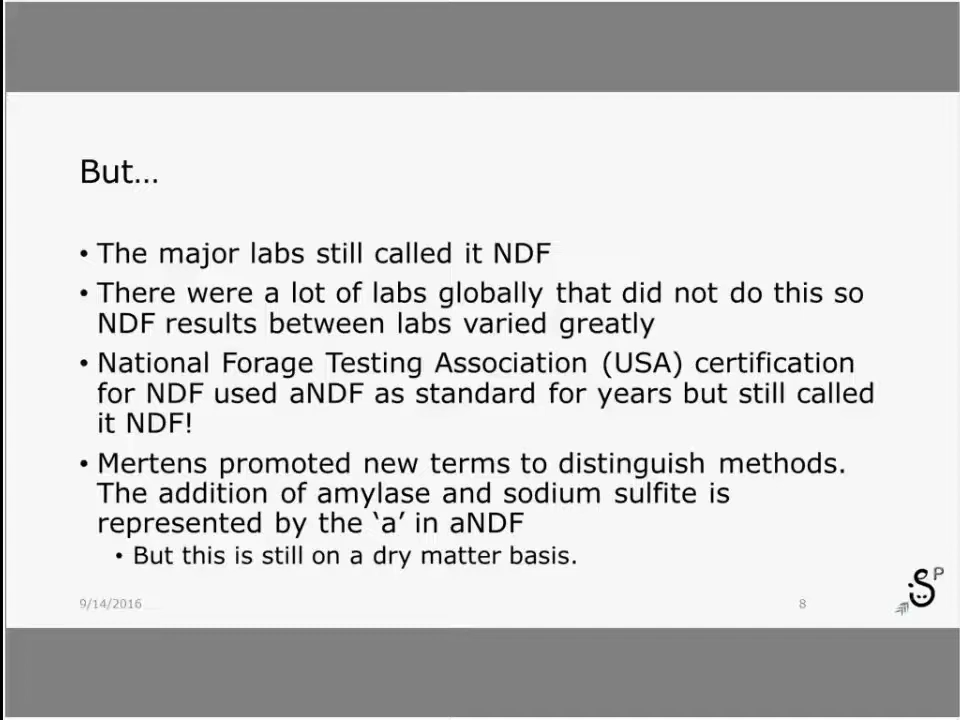 But…
• The major labs still called it NDF
• There were a lot of labs globally that did not do this so
NDF results between labs varied greatly
• National Forage Testing Association (USA) certification
for NDF used aNDF as standard for years but still called
it NDF!
• Mertens promoted new terms to distinguish methods.
The addition of amylase and sodium sulfite is
represented by the ‘a’ in aNDF
• But this is still on a dry matter basis.
9/14/2016
8
S P